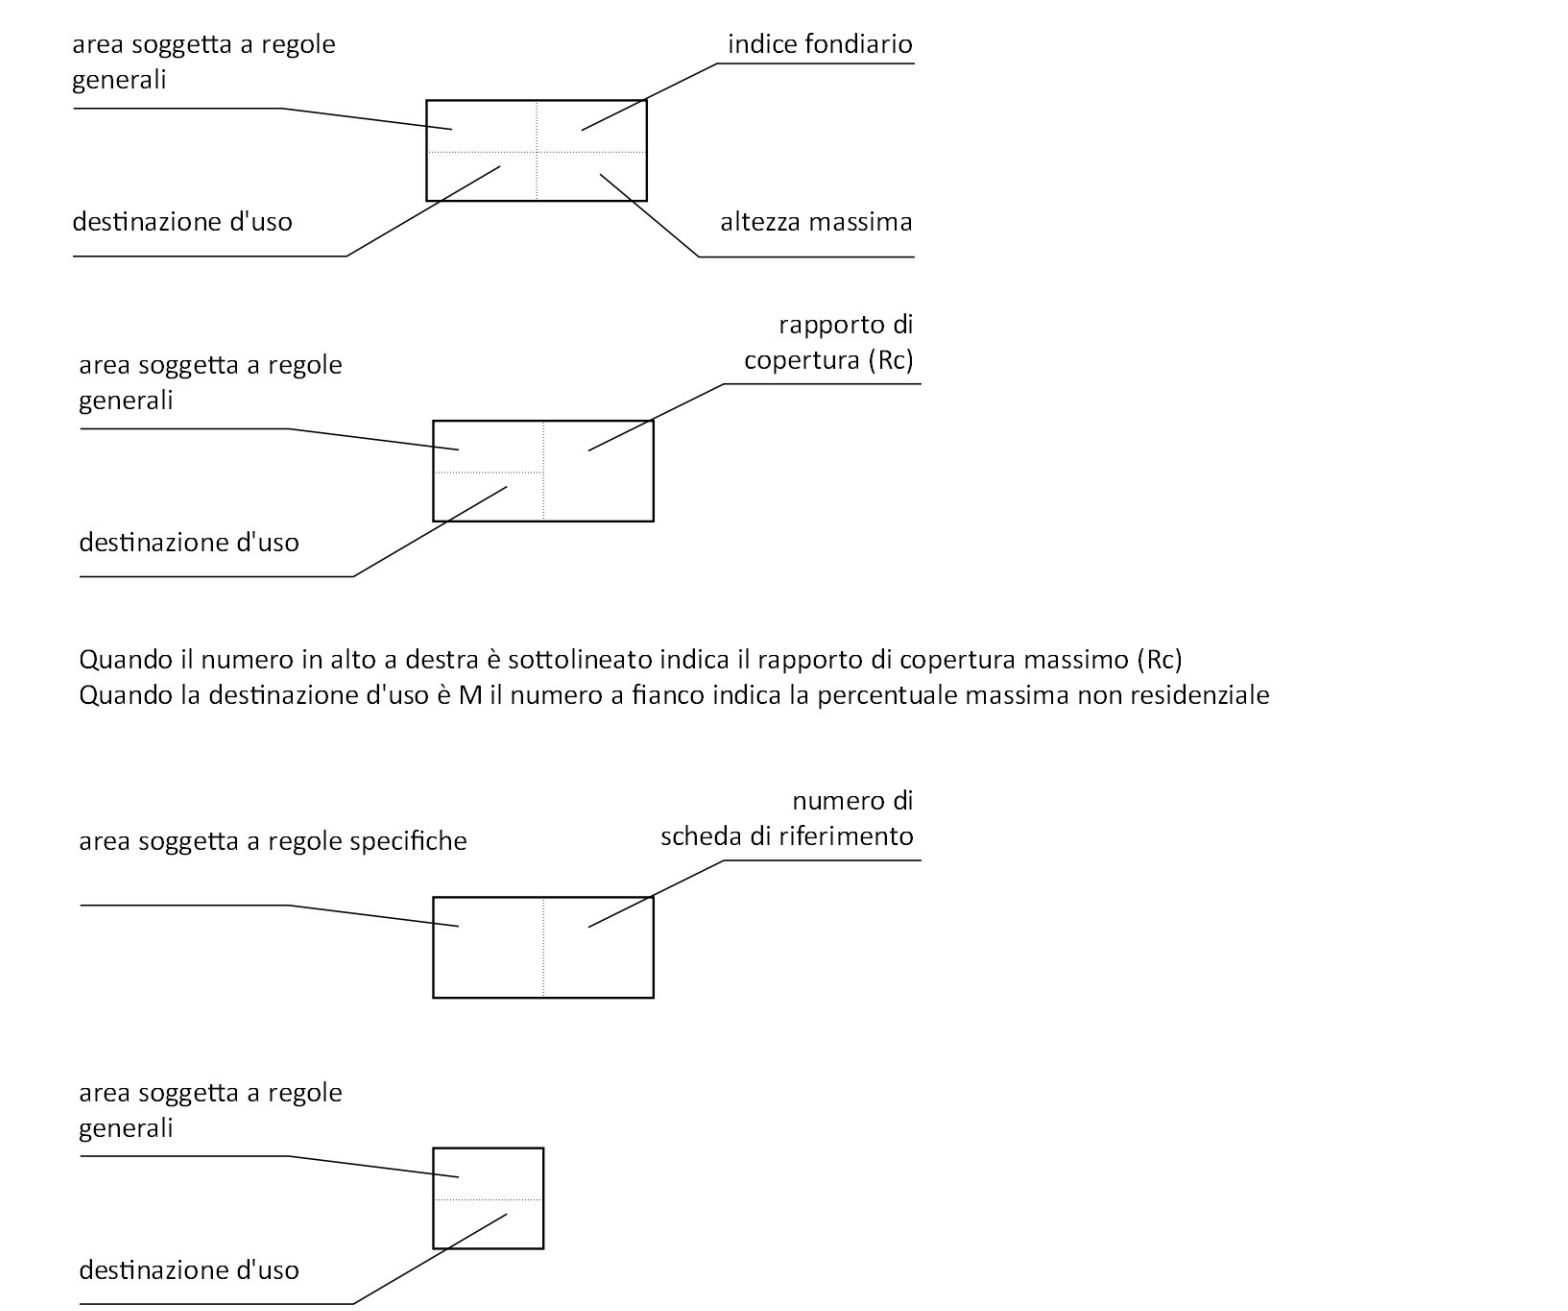 area soggetta a regole
generali
indice fondiario
destinazione d'uso
altezza massima
rapporto di
copertura (Rc)
area soggetta a regole
generali
destinazione d'uso
Quando il numero in alto a destra è sottolineato indica il rapporto di copertura massimo (Rc)
Quando la destinazione d'uso è M il numero a fianco indica la percentuale massima non residenziale
numero di
scheda di riferimento
area soggetta a regole specifiche
area soggetta a regole
generali
destinazione d'uso